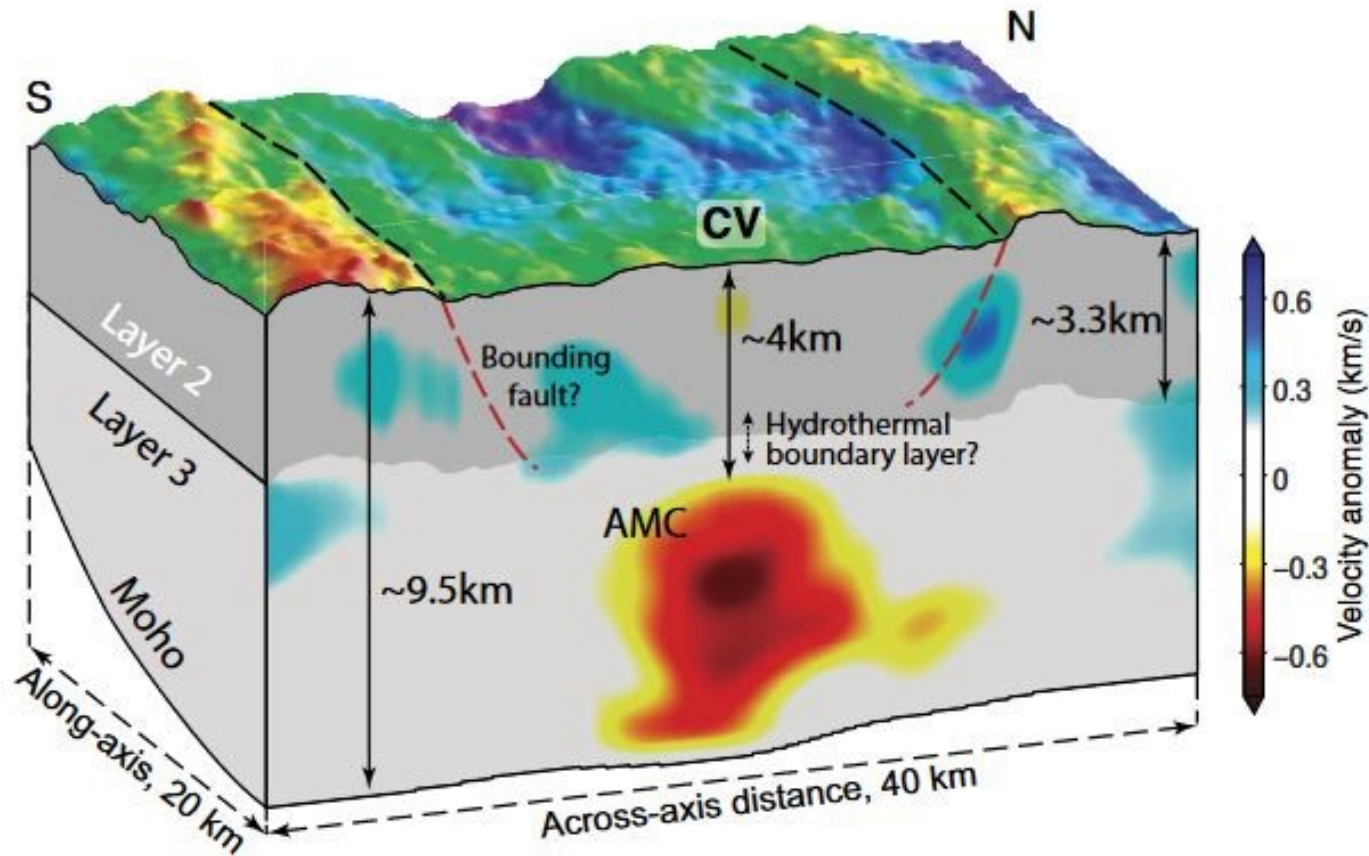 N
S
CV
Layer 2
Layer 3
Moho
Bounding
fault?
~4km
~3.3km
Hydrothermal
boundary layer?
AMC
~9.5km
0.6
0.3
0
−0.3
−0.6
Velocity anomaly (km/s)
Along-axis, 20 km
Across-axis distance, 40 km